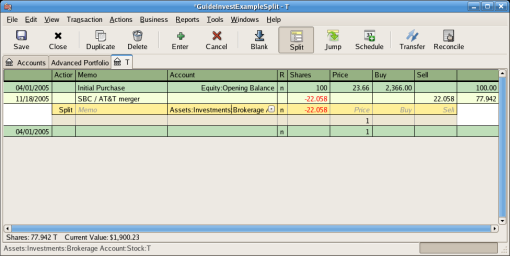 *GuideInvestExampleSplit - T
File Edit View Transaction Actions Business Reports Tools Windows Help
Save Close Duplicate Delete Enter Cancel Blank Split Jump Schedule Transfer Reconcile
Accounts Advanced Portfolio T
Action Memo Account R Shares Price Buy Sell
04/01/2005 Initial Purchase Equity:Opening Balance n 100 23.66 2,366.00 100.00
11/18/2005 SBC / AT&T merger -22.058 22.058 77.942
Split Memo Assets:Investments:Brokerage A n -22.058 Price Buy Sell
1
04/01/2005 n 1
Shares: 77.942 T Current Value: $1,900.23
Assets:Investments:Brokerage Account:Stock:T